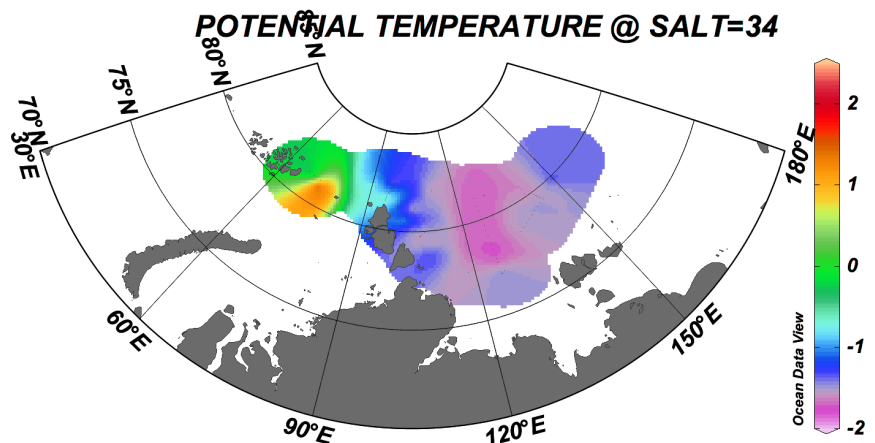 POTENTIAL TEMPERATURE @ SALT=34
85°N
80°N
75°N
70°N
30°E
60°E
90°E
120°E
150°E
180°E
2
1
0
-1
-2
Ocean Data View